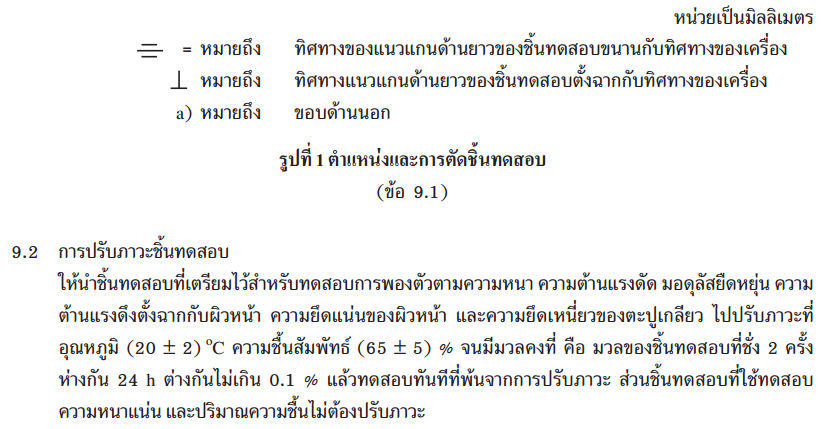 หน่วยเป็นมิลลิเมตร
= หมายถึง ทิศทางของแนวแกนด้านยาวของชิ้นทดสอบขนานกับทิศทางของเครื่อง
⊥ หมายถึง ทิศทางแนวแกนด้านยาวของชิ้นทดสอบตั้งฉากกับทิศทางของเครื่อง
a) หมายถึง ขอบด้านนอก
รูปที่ 1 ตำแหน่งและการตัดชิ้นทดสอบ
(ข้อ 9.1)
9.2 การปรับภาวะชิ้นทดสอบ
ให้นำชิ้นทดสอบที่เตรียมไว้สำหรับทดสอบการพองตัวตามความหนา ความต้านแรงดัด มอดุลัสยืดหยุ่น ความ
ต้านแรงดึงตั้งฉากกับผิวหน้า ความยึดแน่นของผิวหน้า และความยึดเหนี่ยวของตะปูเกลียว ไปปรับภาวะที่
อุณหภูมิ (20 ± 2) °C ความชื้นสัมพัทธ์ (65 ± 5) % จนมีมวลคงที่ คือ มวลของชิ้นทดสอบที่ชั่ง 2 ครั้ง
ห่างกัน 24 h ต่างกันไม่เกิน 0.1 % แล้วทดสอบทันทีที่พ้นจากการปรับภาวะ ส่วนชิ้นทดสอบที่ใช้ทดสอบ
ความหนาแน่น และปริมาณความชื้นไม่ต้องปรับภาวะ